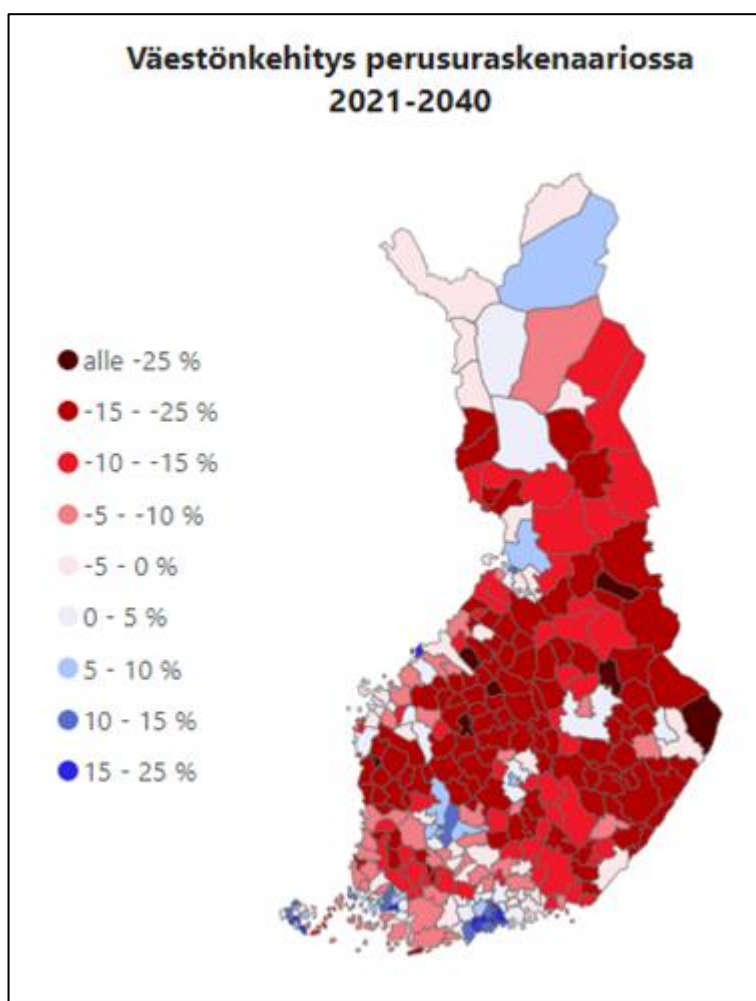 Väestönkehitys perusuraskenaariossa
2021-2040
alle -25 %
-15 - -25 %
-10 - -15 %
-5 - -10 %
-5 - 0 %
0 - 5 %
5 - 10 %
10 - 15 %
15 - 25 %